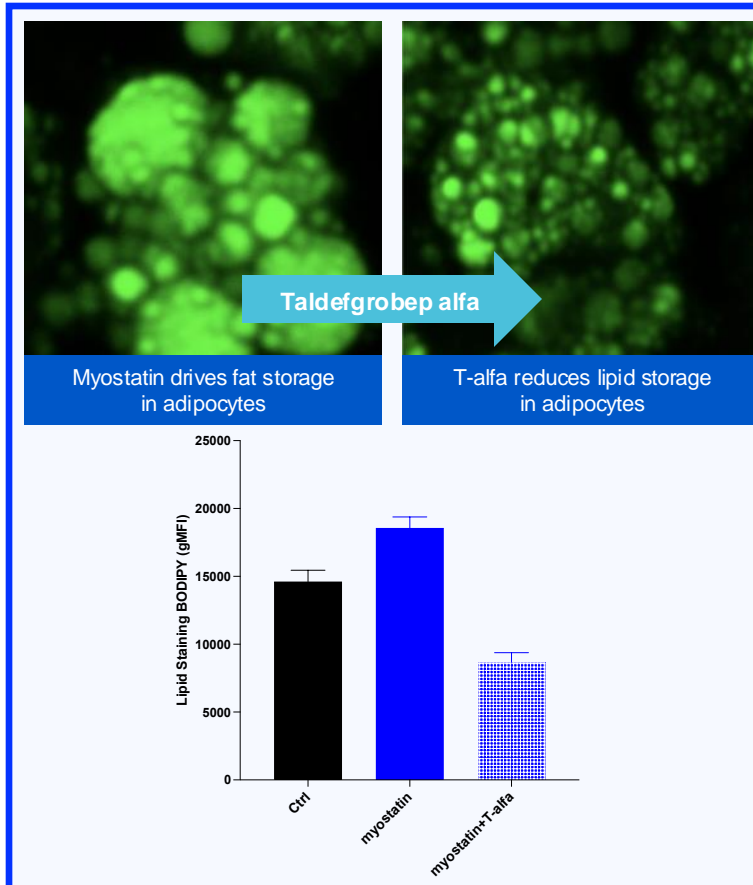 Taldefgrobep alfa
Myostatin drives fat storage
in adipocytes
T-alfa reduces lipid storage
in adipocytes
Lipid Staining BODIPY (gMFI)
25000
20000
15000
10000
5000
0
Ctrl
myostatin
myostatin+T-alfa